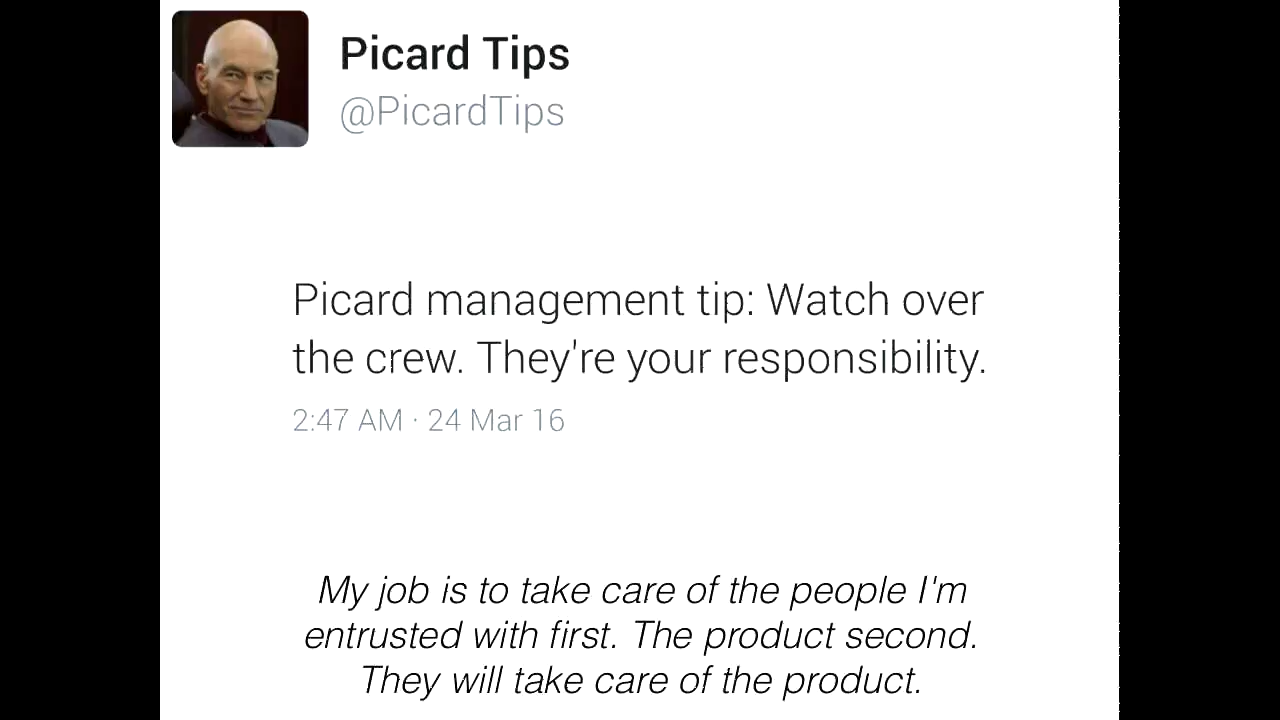 Picard Tips
@PicardTips
Picard management tip: Watch over
the crew. They're your responsibility.
2:47 AM · 24 Mar 16
My job is to take care of the people I'm
entrusted with first. The product second.
They will take care of the product.